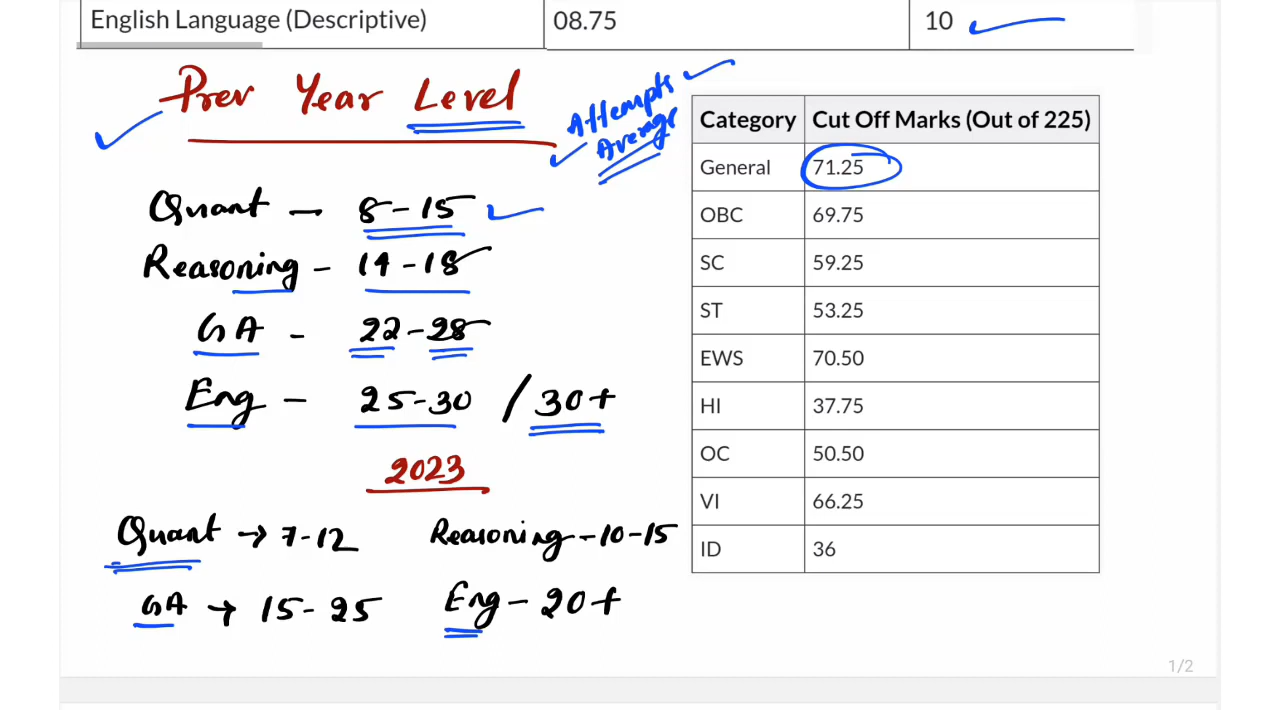 English Language (Descriptive) 08.75 10
Prev Year Level
Attempts
Average
Quant - 8-15
Reasoning - 14-18
GA - 22-28
Eng - 25-30 / 30+
2023
Quant → 7-12 Reasoning - 10-15
GA → 15-25 Eng - 20+
Category Cut Off Marks (Out of 225)
General 71.25
OBC 69.75
SC 59.25
ST 53.25
EWS 70.50
HI 37.75
OC 50.50
VI 66.25
ID 36
1/2